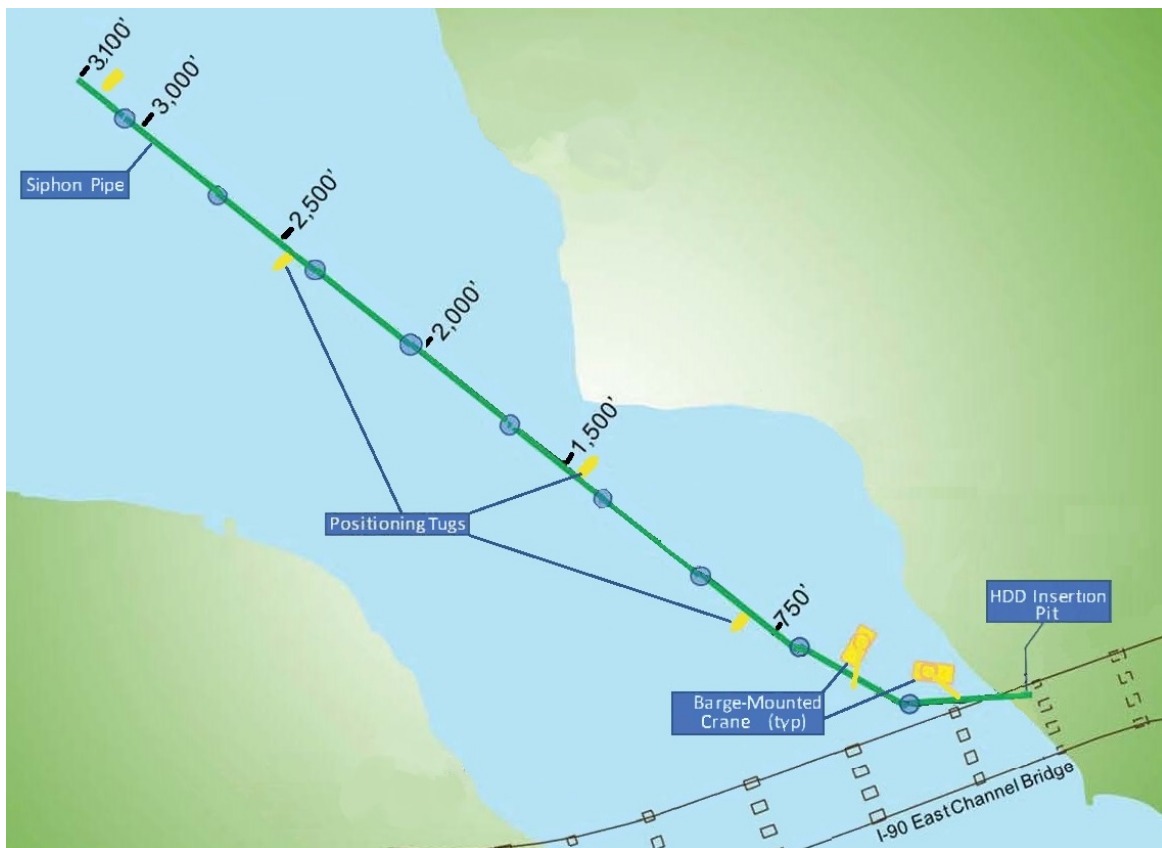 3,100'
3,000'
Siphon Pipe
2,500'
2,000'
1,500'
Positioning Tugs
750'
HDD Insertion
Pit
Barge-Mounted
Crane (typ)
I-90 East Channel Bridge